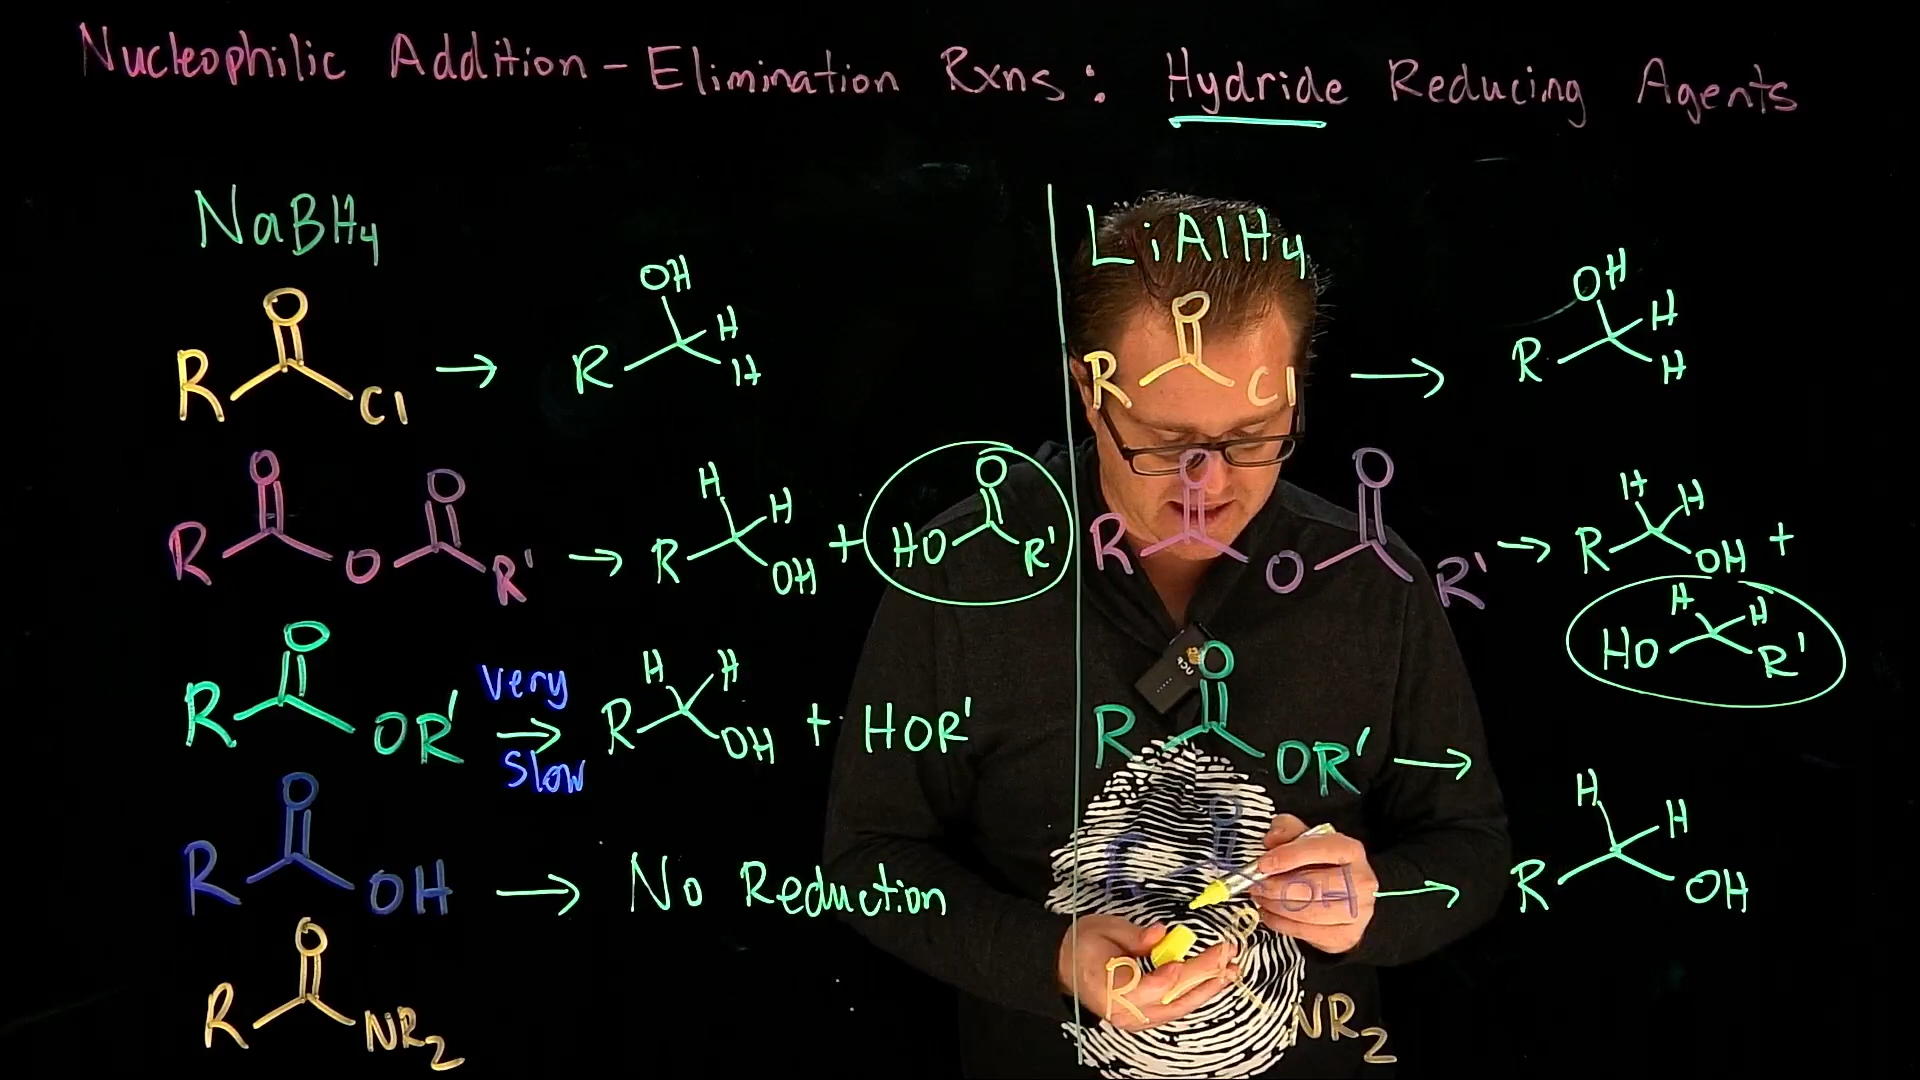 Nucleophilic Addition – Elimination Rxns: Hydride Reducing Agents
NaBH4
O
R Cl → R OH H H
O O
R O R' → R H H OH + HO O R'
O
R OR' very slow → R H H OH + HOR'
O
R OH → No Reduction
O
R NR2
LiAlH4
O
R Cl → R OH H H
O O
R O R' → R H H OH +
HO H H R'
O
R OR' →
O
R OH → R H H OH
O
R NR2